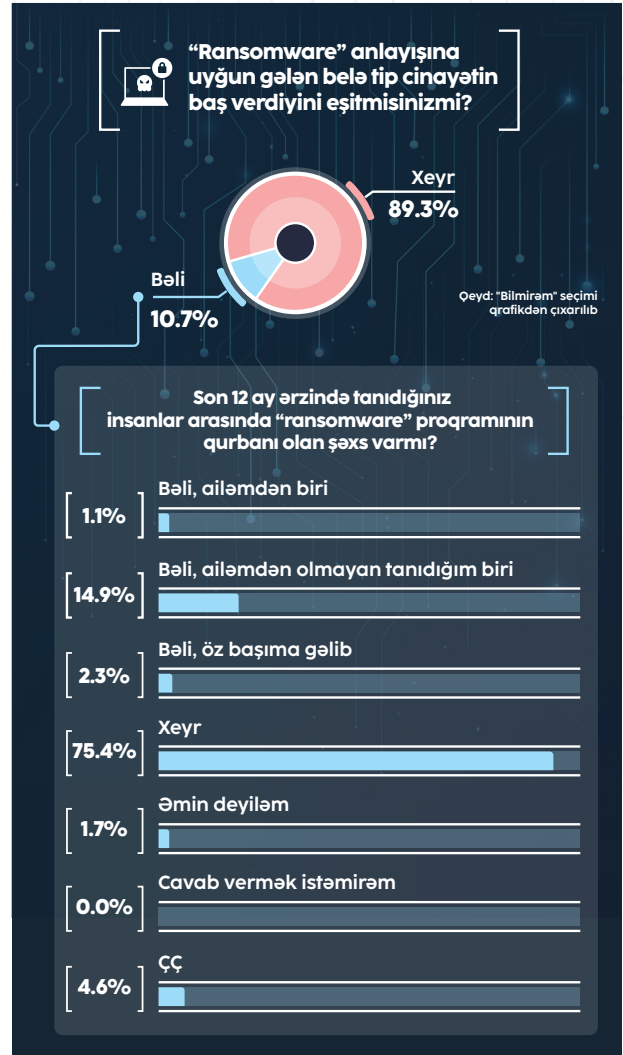 “Ransomware” anlayışına
uyğun gələn belə tip cinayətin
baş verdiyini eşitmisinizmi?
Xeyr
89.3%
Bəli
10.7%
Qeyd: "Bilmirəm" seçimi
qrafikdən çıxarılıb
Son 12 ay ərzində tanıdığınız
insanlar arasında “ransomware” proqramının
qurbanı olan şəxs varmı?
Bəli, ailəmdən biri
1.1%
Bəli, ailəmdən olmayan tanıdığım biri
14.9%
Bəli, öz başıma gəlib
2.3%
Xeyr
75.4%
Əmin deyiləm
1.7%
Cavab vermək istəmirəm
0.0%
ÇÇ
4.6%